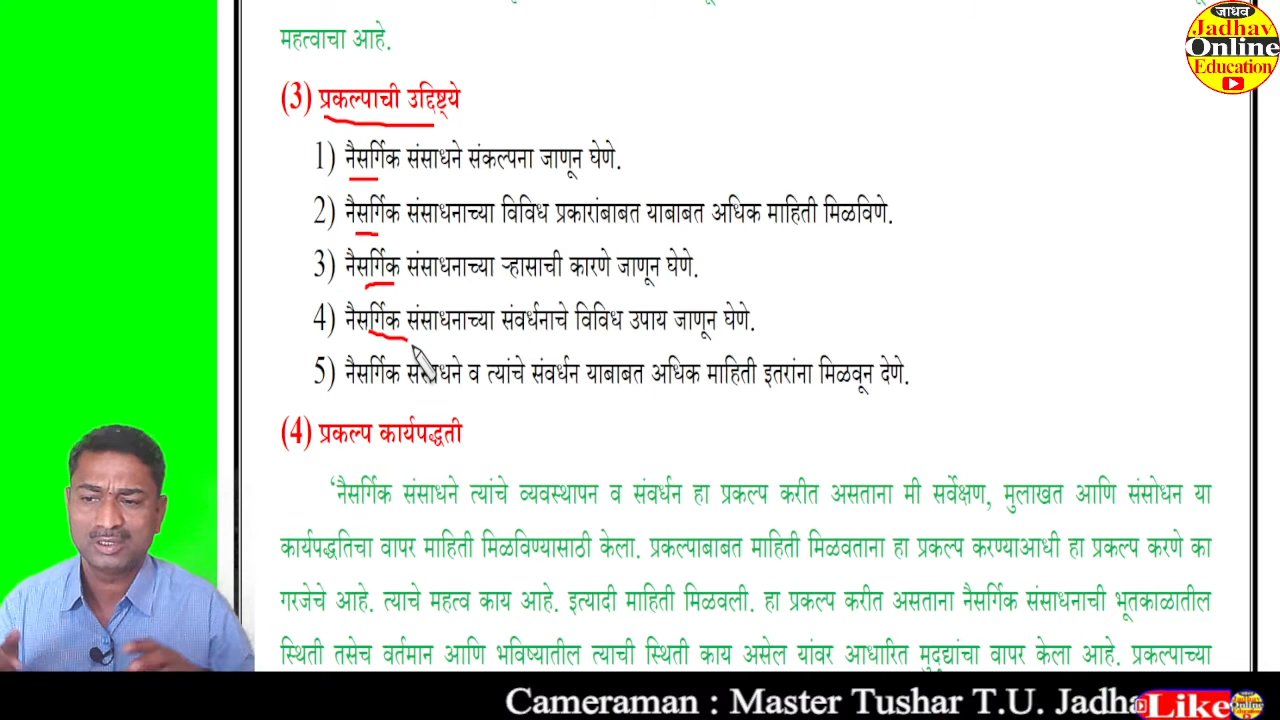 महत्वाचा आहे.
जाधव
Jadhav
Online
Education
(3) प्रकल्पाची उद्दिष्ट्ये
1) नैसर्गिक संसाधने संकल्पना जाणून घेणे.
2) नैसर्गिक संसाधनाच्या विविध प्रकारांबाबत याबाबत अधिक माहिती मिळविणे.
3) नैसर्गिक संसाधनाच्या ऱ्हासाची कारणे जाणून घेणे.
4) नैसर्गिक संसाधनाच्या संवर्धनाचे विविध उपाय जाणून घेणे.
5) नैसर्गिक संसाधने व त्यांचे संवर्धन याबाबत अधिक माहिती इतरांना मिळवून देणे.
(4) प्रकल्प कार्यपद्धती
'नैसर्गिक संसाधने त्यांचे व्यवस्थापन व संवर्धन हा प्रकल्प करीत असताना मी सर्वेक्षण, मुलाखत आणि संसोधन या
कार्यपद्धतिचा वापर माहिती मिळविण्यासाठी केला. प्रकल्पाबाबत माहिती मिळवताना हा प्रकल्प करण्याआधी हा प्रकल्प करणे का
गरजेचे आहे. त्याचे महत्व काय आहे. इत्यादी माहिती मिळवली. हा प्रकल्प करीत असताना नैसर्गिक संसाधनाची भूतकाळातील
स्थिती तसेच वर्तमान आणि भविष्यातील त्याची स्थिती काय असेल यांवर आधारित मुद्द्यांचा वापर केला आहे. प्रकल्पाच्या
Cameraman : Master Tushar T.U. Jadha
Like